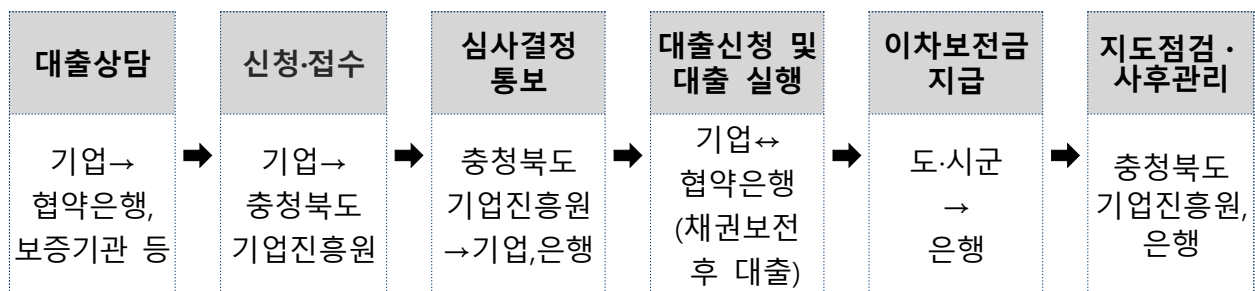 대출상담
기업→
협약은행,
보증기관 등
신청·접수
기업→
충청북도
기업진흥원
심사결정
통보
충청북도
기업진흥원
→기업,은행
대출신청 및
대출 실행
기업↔
협약은행
(채권보전
후 대출)
이차보전금
지급
도·시군
→
은행
지도점검·
사후관리
충청북도
기업진흥원,
은행